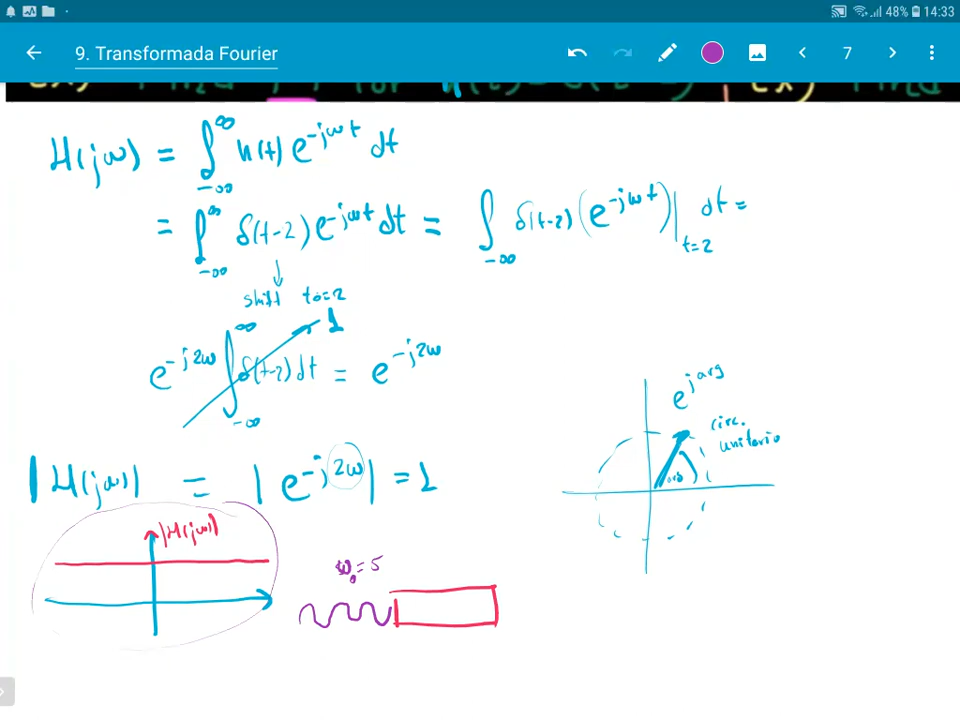 48% 14:33
9. Transformada Fourier 7
H(jω) = ∫_{-∞}^{∞} h(t) e^{-jωt} dt
= ∫_{-∞}^{∞} δ(t-2) e^{-jωt} dt = ∫_{-∞} δ(t-2) (e^{-jωt})|_{t=2} dt =
shift to=2
e^{-j2ω} ∫_{-∞}^{∞} δ(t-2) dt = e^{-j2ω}
1
e^{j arg}
circ.
unitario
|H(jω)| = |e^{-j2ω}| = 1
|H(jω)|
ω₀ = 5